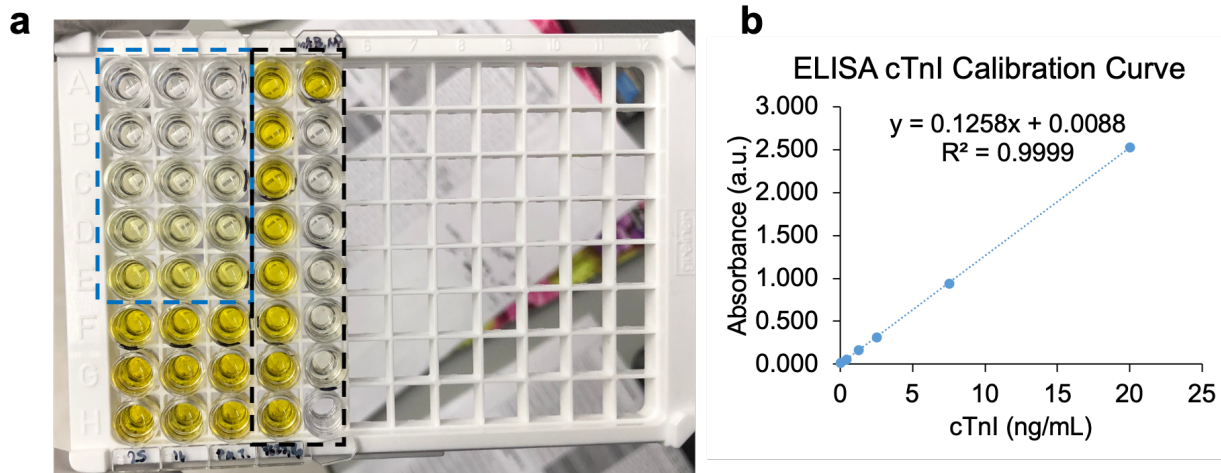 a
b
6 7 8 9 10 11 12
A
B
C
D
E
F
G
H
ELISA cTnI Calibration Curve
y = 0.1258x + 0.0088
R² = 0.9999
3.000
2.500
2.000
1.500
1.000
0.500
0.000
Absorbance (a.u.)
0 5 10 15 20 25
cTnI (ng/mL)